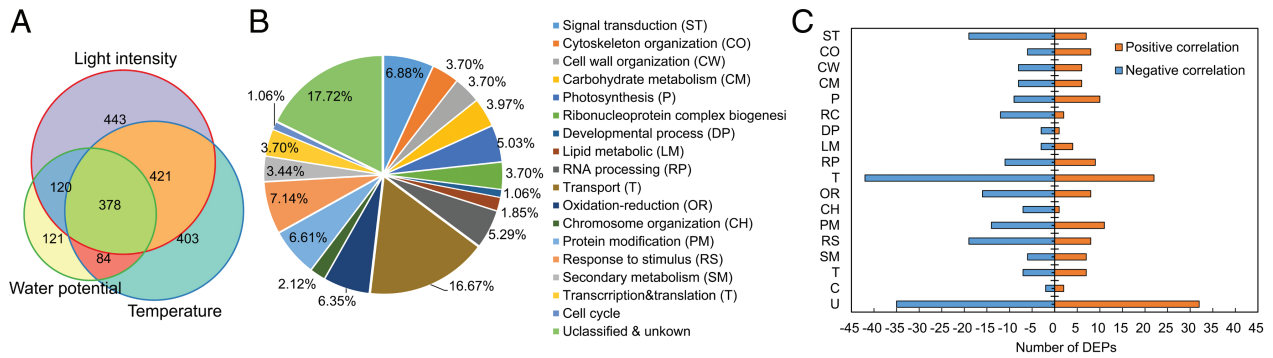 A
Light intensity
443
120
421
378
121
403
84
Water potential
Temperature
B
6.88%
3.70%
3.70%
3.97%
5.03%
3.70%
1.06%
1.85%
5.29%
16.67%
6.35%
2.12%
6.61%
7.14%
3.44%
3.70%
1.06%
17.72%
Signal transduction (ST)
Cytoskeleton organization (CO)
Cell wall organization (CW)
Carbohydrate metabolism (CM)
Photosynthesis (P)
Ribonucleoprotein complex biogenesi
Developmental process (DP)
Lipid metabolic (LM)
RNA processing (RP)
Transport (T)
Oxidation-reduction (OR)
Chromosome organization (CH)
Protein modification (PM)
Response to stimulus (RS)
Secondary metabolism (SM)
Transcrription&translation (T)
Cell cycle
Uclassified & unkown
C
ST
CO
CW
CM
P
RC
DP
LM
RP
T
OR
CH
PM
RS
SM
T
C
U
Positive correlation
Negative correlation
-45 -40 -35 -30 -25 -20 -15 -10 -5 0 5 10 15 20 25 30 35 40 45
Number of DEPs